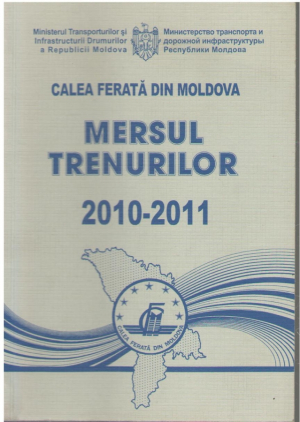 Ministerul Transporturilor și
Infrastructurii Drumurilor
a Republicii Moldova
Министерство транспорта и
дорожной инфраструктуры
Республики Молдова
CALEA FERATĂ DIN MOLDOVA
MERSUL
TRENURILOR
2010-2011
CALEA FERATĂ DIN MOLDOVA